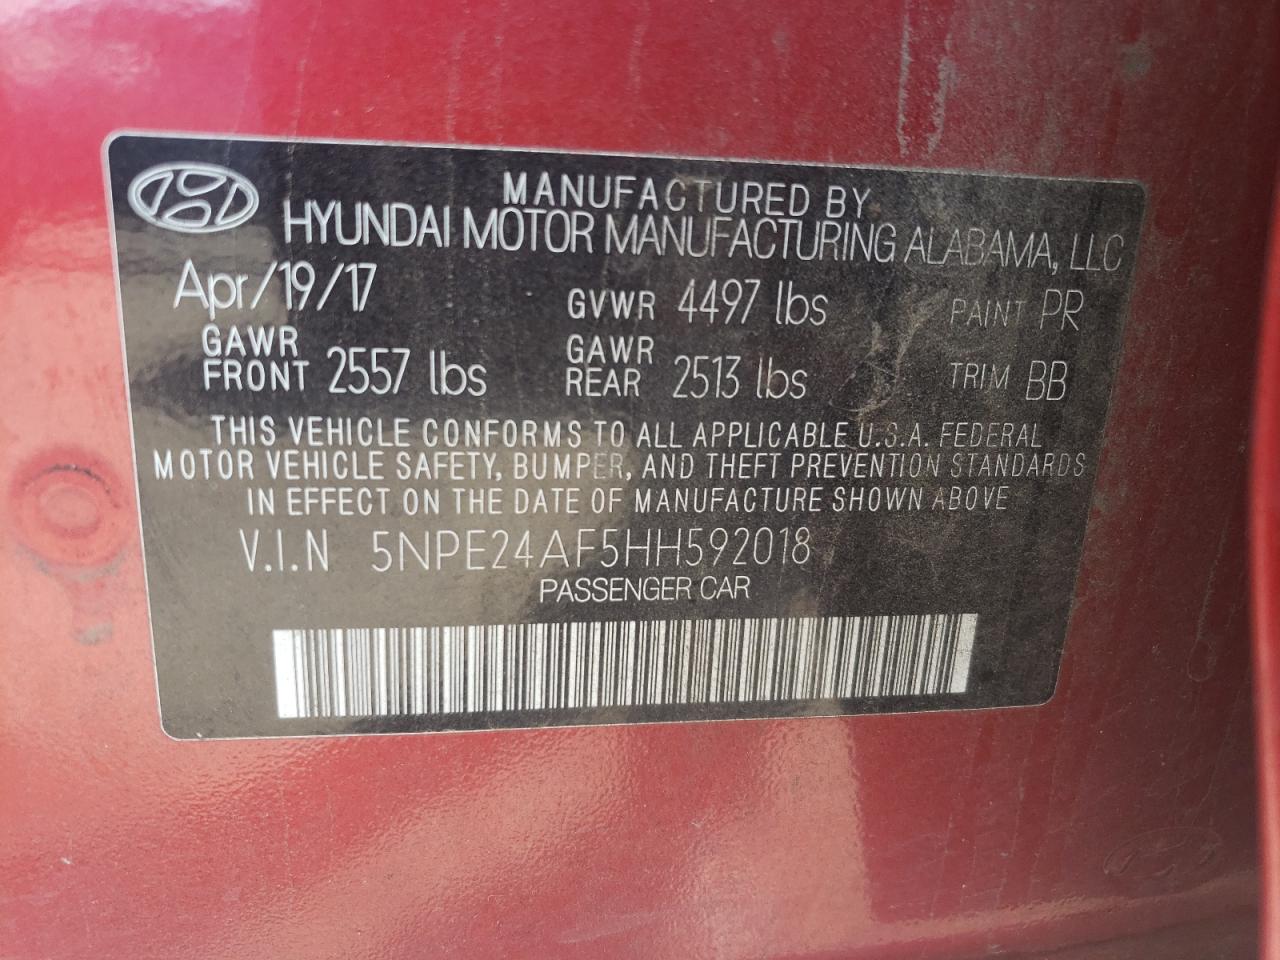 MANUFACTURED BY
HYUNDAI MOTOR MANUFACTURING ALABAMA, LLC
Apr/19/17 GVWR 4497 lbs PAINT PR
GAWR FRONT 2557 lbs GAWR REAR 2513 lbs TRIM BB
THIS VEHICLE CONFORMS TO ALL APPLICABLE U.S.A. FEDERAL
MOTOR VEHICLE SAFETY, BUMPER, AND THEFT PREVENTION STANDARDS
IN EFFECT ON THE DATE OF MANUFACTURE SHOWN ABOVE
V.I.N 5NPE24AF5HH592018
PASSENGER CAR